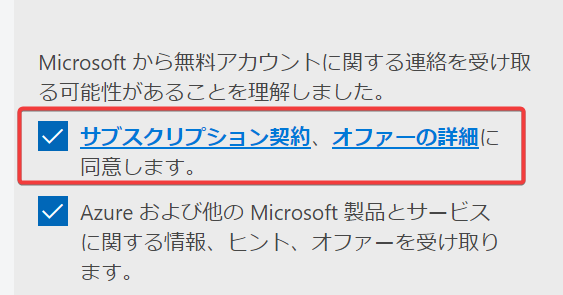 Microsoft から無料アカウントに関する連絡を受け取
る可能性があることを理解しました。
サブスクリプション契約、オファーの詳細に
同意します。
Azure および他の Microsoft 製品とサービス
に関する情報、ヒント、オファーを受け取り
ます。